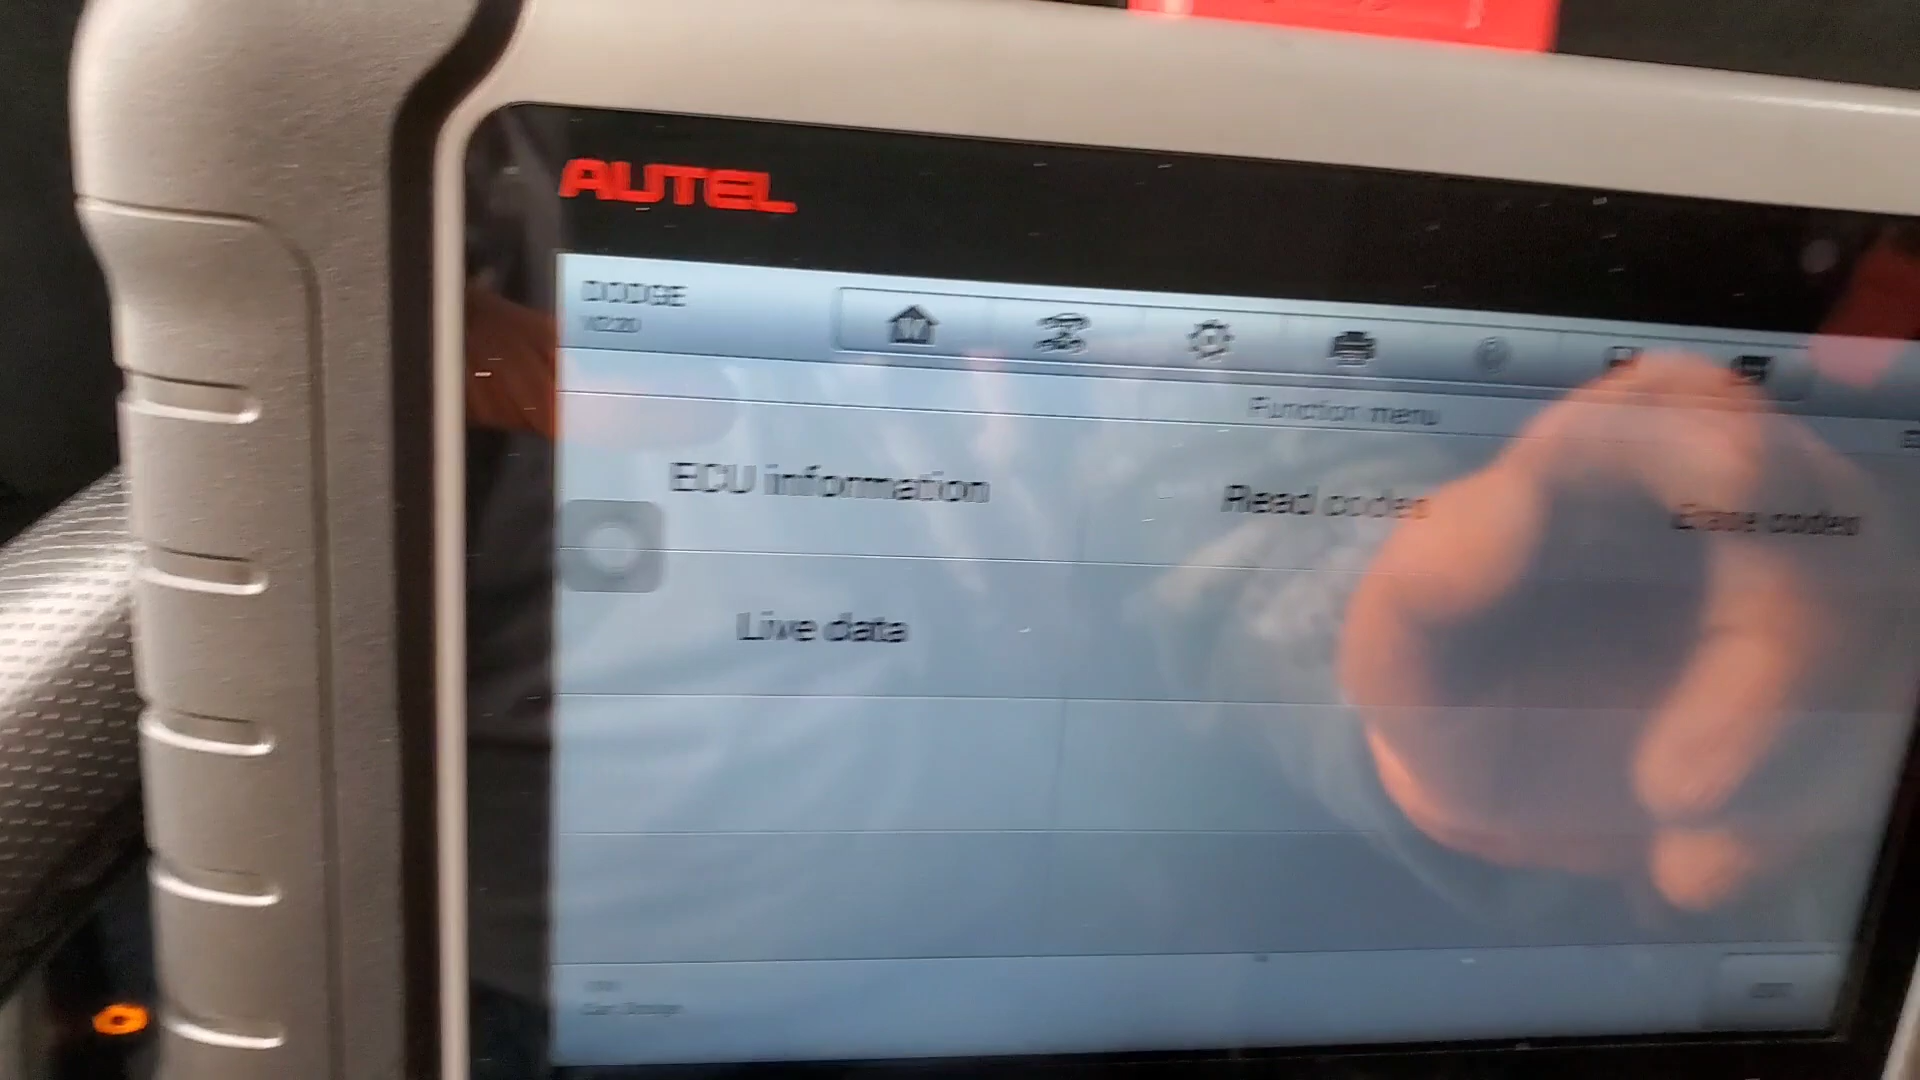 AUTEL
DODGE
Function menu
ECU information
Read codes
Erase codes
Live data